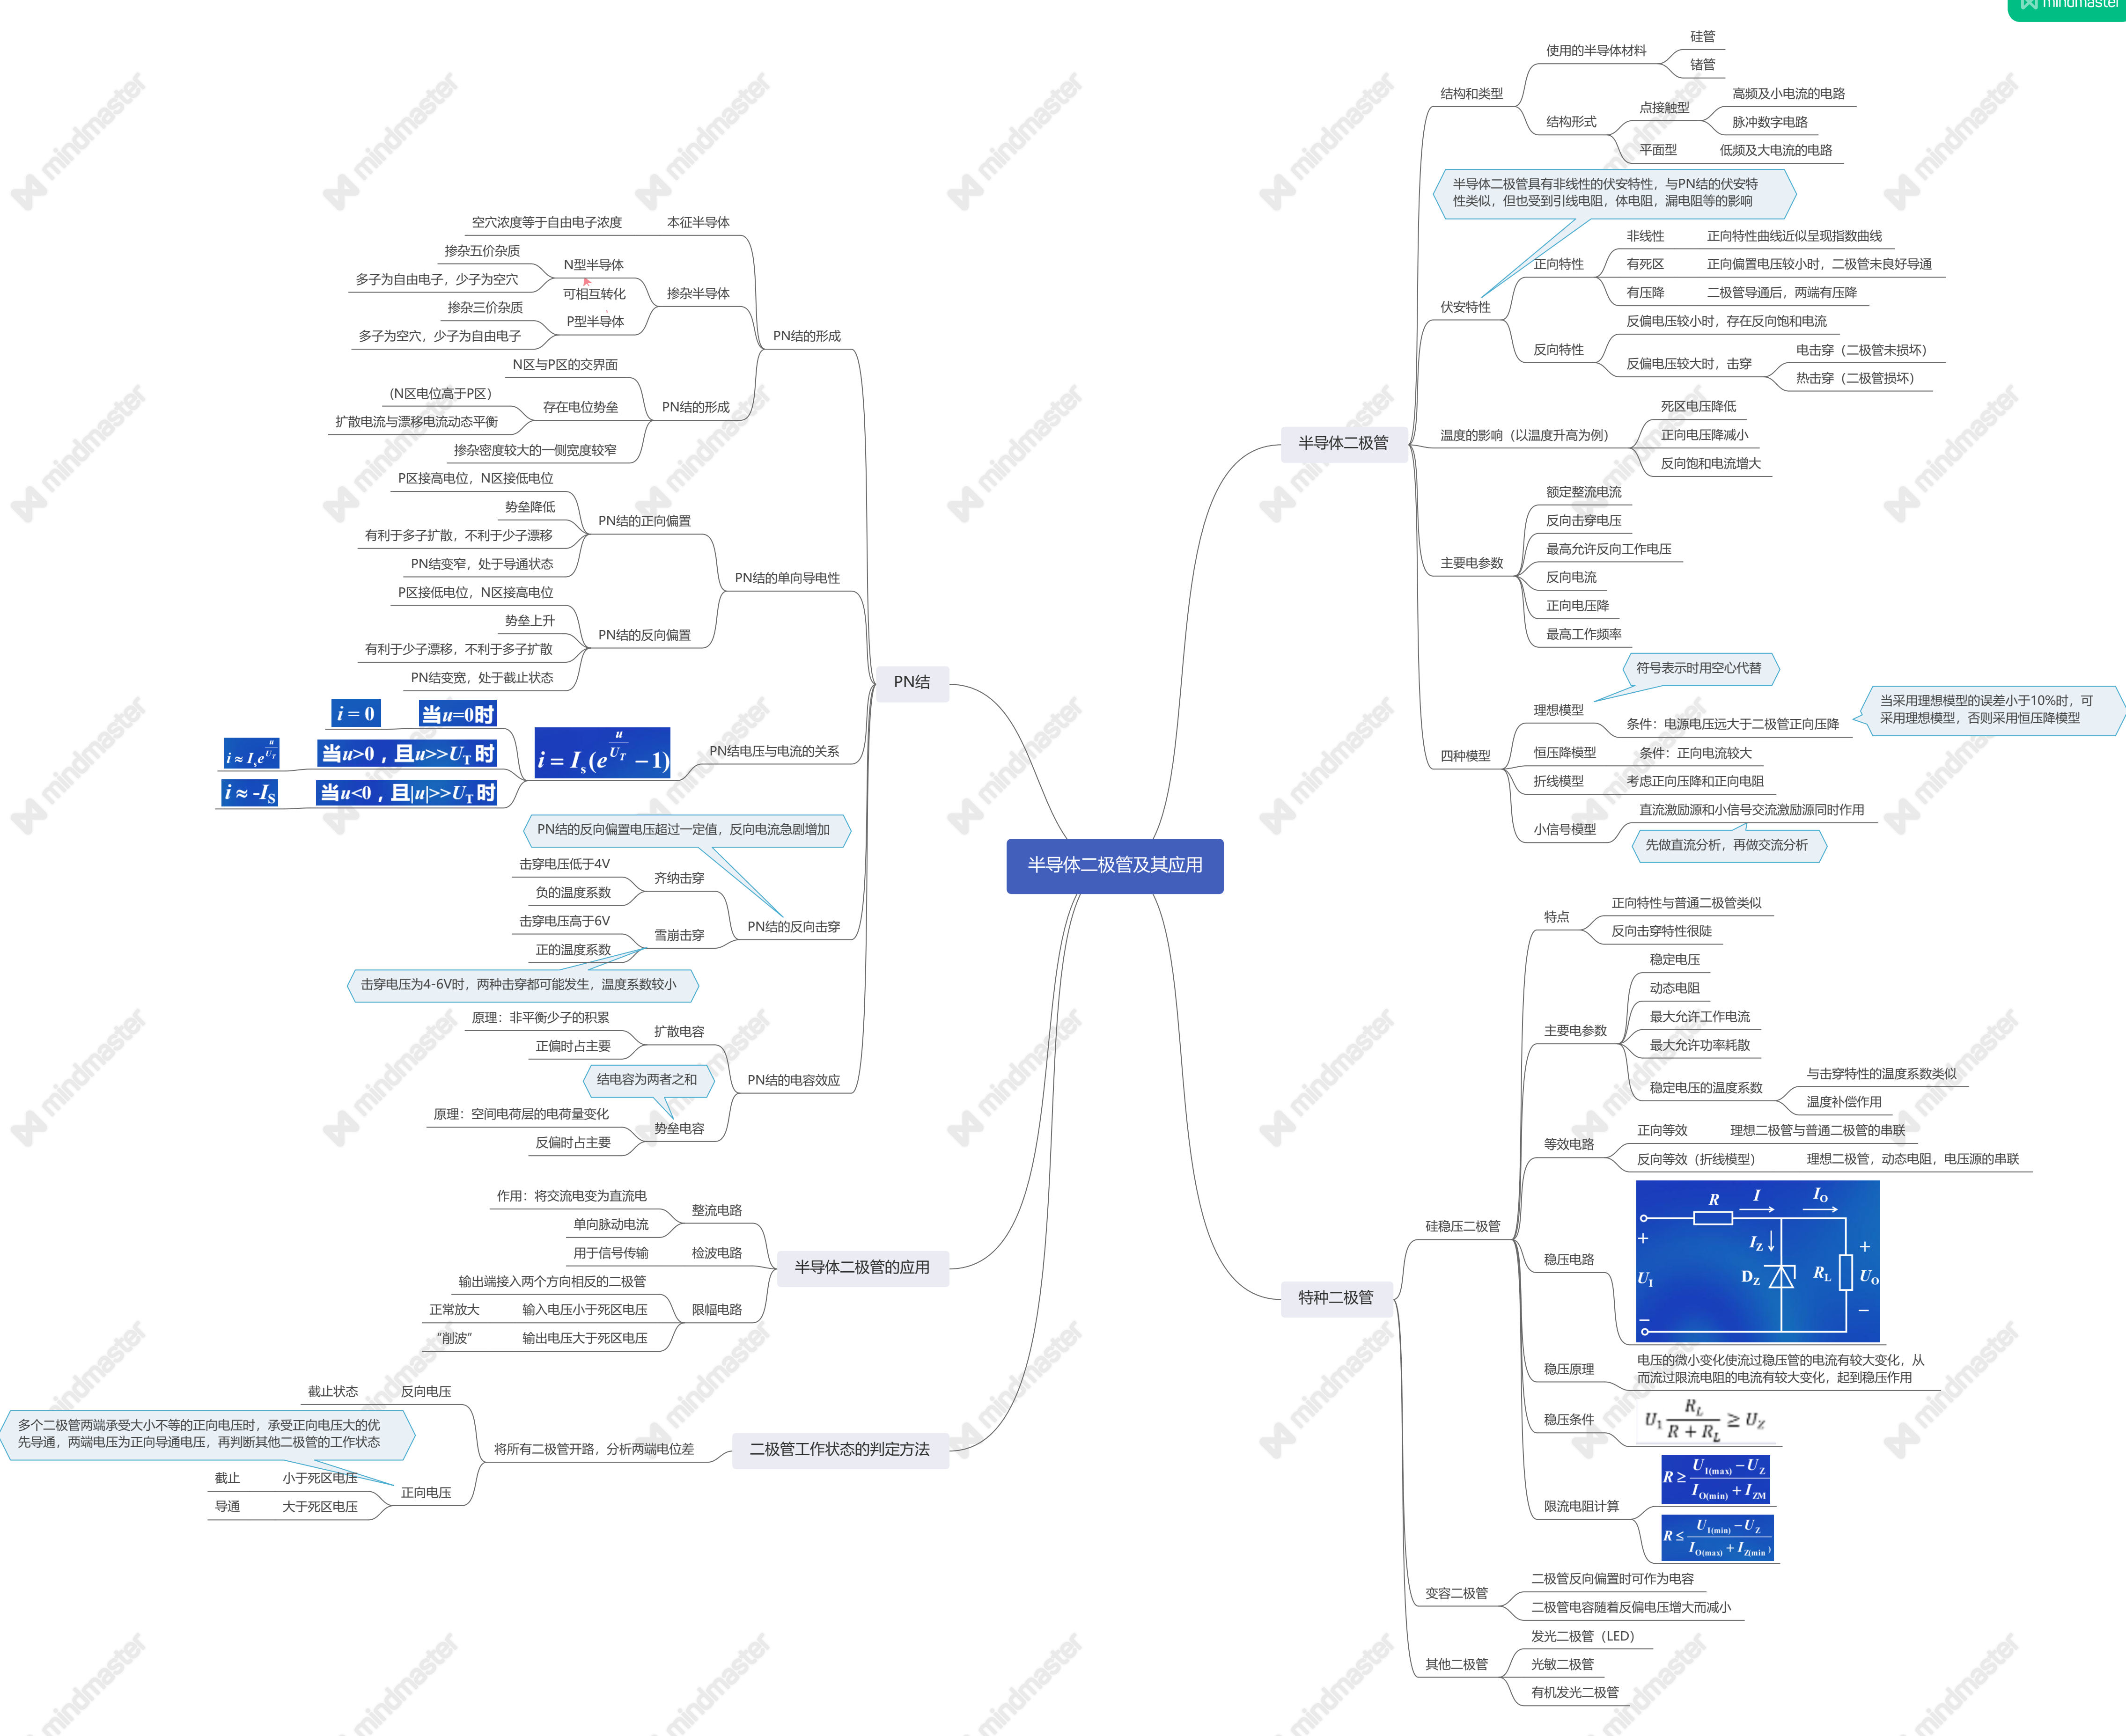 mindmaster
半导体二极管及其应用
PN结
PN结的形成
本征半导体
空穴浓度等于自由电子浓度
掺杂半导体
N型半导体
掺杂五价杂质
多子为自由电子，少子为空穴
可相互转化
P型半导体
掺杂三价杂质
多子为空穴，少子为自由电子
PN结的形成
N区与P区的交界面
存在电位势垒
(N区电位高于P区）
扩散电流与漂移电流动态平衡
掺杂密度较大的一侧宽度较窄
PN结的单向导电性
PN结的正向偏置
P区接高电位，N区接低电位
势垒降低
有利于多子扩散，不利于少子漂移
PN结变窄，处于导通状态
PN结的反向偏置
P区接低电位，N区接高电位
势垒上升
有利于少子漂移，不利于多子扩散
PN结变宽，处于截止状态
PN结电压与电流的关系
i = I_s(e^{u/U_T} − 1)
当u=0时
i = 0
当u>0，且u>>U_T 时
i ≈ I_s e^{u/U_T}
当u<0，且|u|>>U_T 时
i ≈ -I_S
PN结的反向击穿
PN结的反向偏置电压超过一定值，反向电流急剧增加
齐纳击穿
击穿电压低于4V
负的温度系数
雪崩击穿
击穿电压高于6V
正的温度系数
击穿电压为4-6V时，两种击穿都可能发生，温度系数较小
PN结的电容效应
扩散电容
原理：非平衡少子的积累
正偏时占主要
结电容为两者之和
势垒电容
原理：空间电荷层的电荷量变化
反偏时占主要
半导体二极管的应用
整流电路
作用：将交流电变为直流电
单向脉动电流
检波电路
用于信号传输
限幅电路
输出端接入两个方向相反的二极管
输入电压小于死区电压
正常放大
输出电压大于死区电压
“削波”
二极管工作状态的判定方法
将所有二极管开路，分析两端电位差
反向电压
截止状态
正向电压
多个二极管两端承受大小不等的正向电压时，承受正向电压大的优
先导通，两端电压为正向导通电压，再判断其他二极管的工作状态
小于死区电压
截止
大于死区电压
导通
半导体二极管
结构和类型
使用的半导体材料
硅管
锗管
结构形式
点接触型
高频及小电流的电路
脉冲数字电路
平面型
低频及大电流的电路
伏安特性
半导体二极管具有非线性的伏安特性，与PN结的伏安特
性类似，但也受到引线电阻，体电阻，漏电阻等的影响
正向特性
非线性
正向特性曲线近似呈现指数曲线
有死区
正向偏置电压较小时，二极管未良好导通
有压降
二极管导通后，两端有压降
反向特性
反偏电压较小时，存在反向饱和电流
反偏电压较大时，击穿
电击穿（二极管未损坏）
热击穿（二极管损坏）
温度的影响（以温度升高为例）
死区电压降低
正向电压降减小
反向饱和电流增大
主要电参数
额定整流电流
反向击穿电压
最高允许反向工作电压
反向电流
正向电压降
最高工作频率
四种模型
理想模型
符号表示时用空心代替
条件：电源电压远大于二极管正向压降
当采用理想模型的误差小于10%时，可
采用理想模型，否则采用恒压降模型
恒压降模型
条件：正向电流较大
折线模型
考虑正向压降和正向电阻
小信号模型
直流激励源和小信号交流激励源同时作用
先做直流分析，再做交流分析
特种二极管
硅稳压二极管
特点
正向特性与普通二极管类似
反向击穿特性很陡
主要电参数
稳定电压
动态电阻
最大允许工作电流
最大允许功率耗散
稳定电压的温度系数
与击穿特性的温度系数类似
温度补偿作用
等效电路
正向等效
理想二极管与普通二极管的串联
反向等效（折线模型）
理想二极管，动态电阻，电压源的串联
稳压电路
R I I_O
+ I_Z +
U_I D_Z R_L U_O
− −
稳压原理
电压的微小变化使流过稳压管的电流有较大变化，从
而流过限流电阻的电流有较大变化，起到稳压作用
稳压条件
U_1 R_L/(R + R_L) ≥ U_Z
限流电阻计算
R ≥ (U_{I(max)} − U_Z)/(I_{O(min)} + I_{ZM})
R ≤ (U_{I(min)} − U_Z)/(I_{O(max)} + I_{Z(min)})
变容二极管
二极管反向偏置时可作为电容
二极管电容随着反偏电压增大而减小
其他二极管
发光二极管（LED）
光敏二极管
有机发光二极管